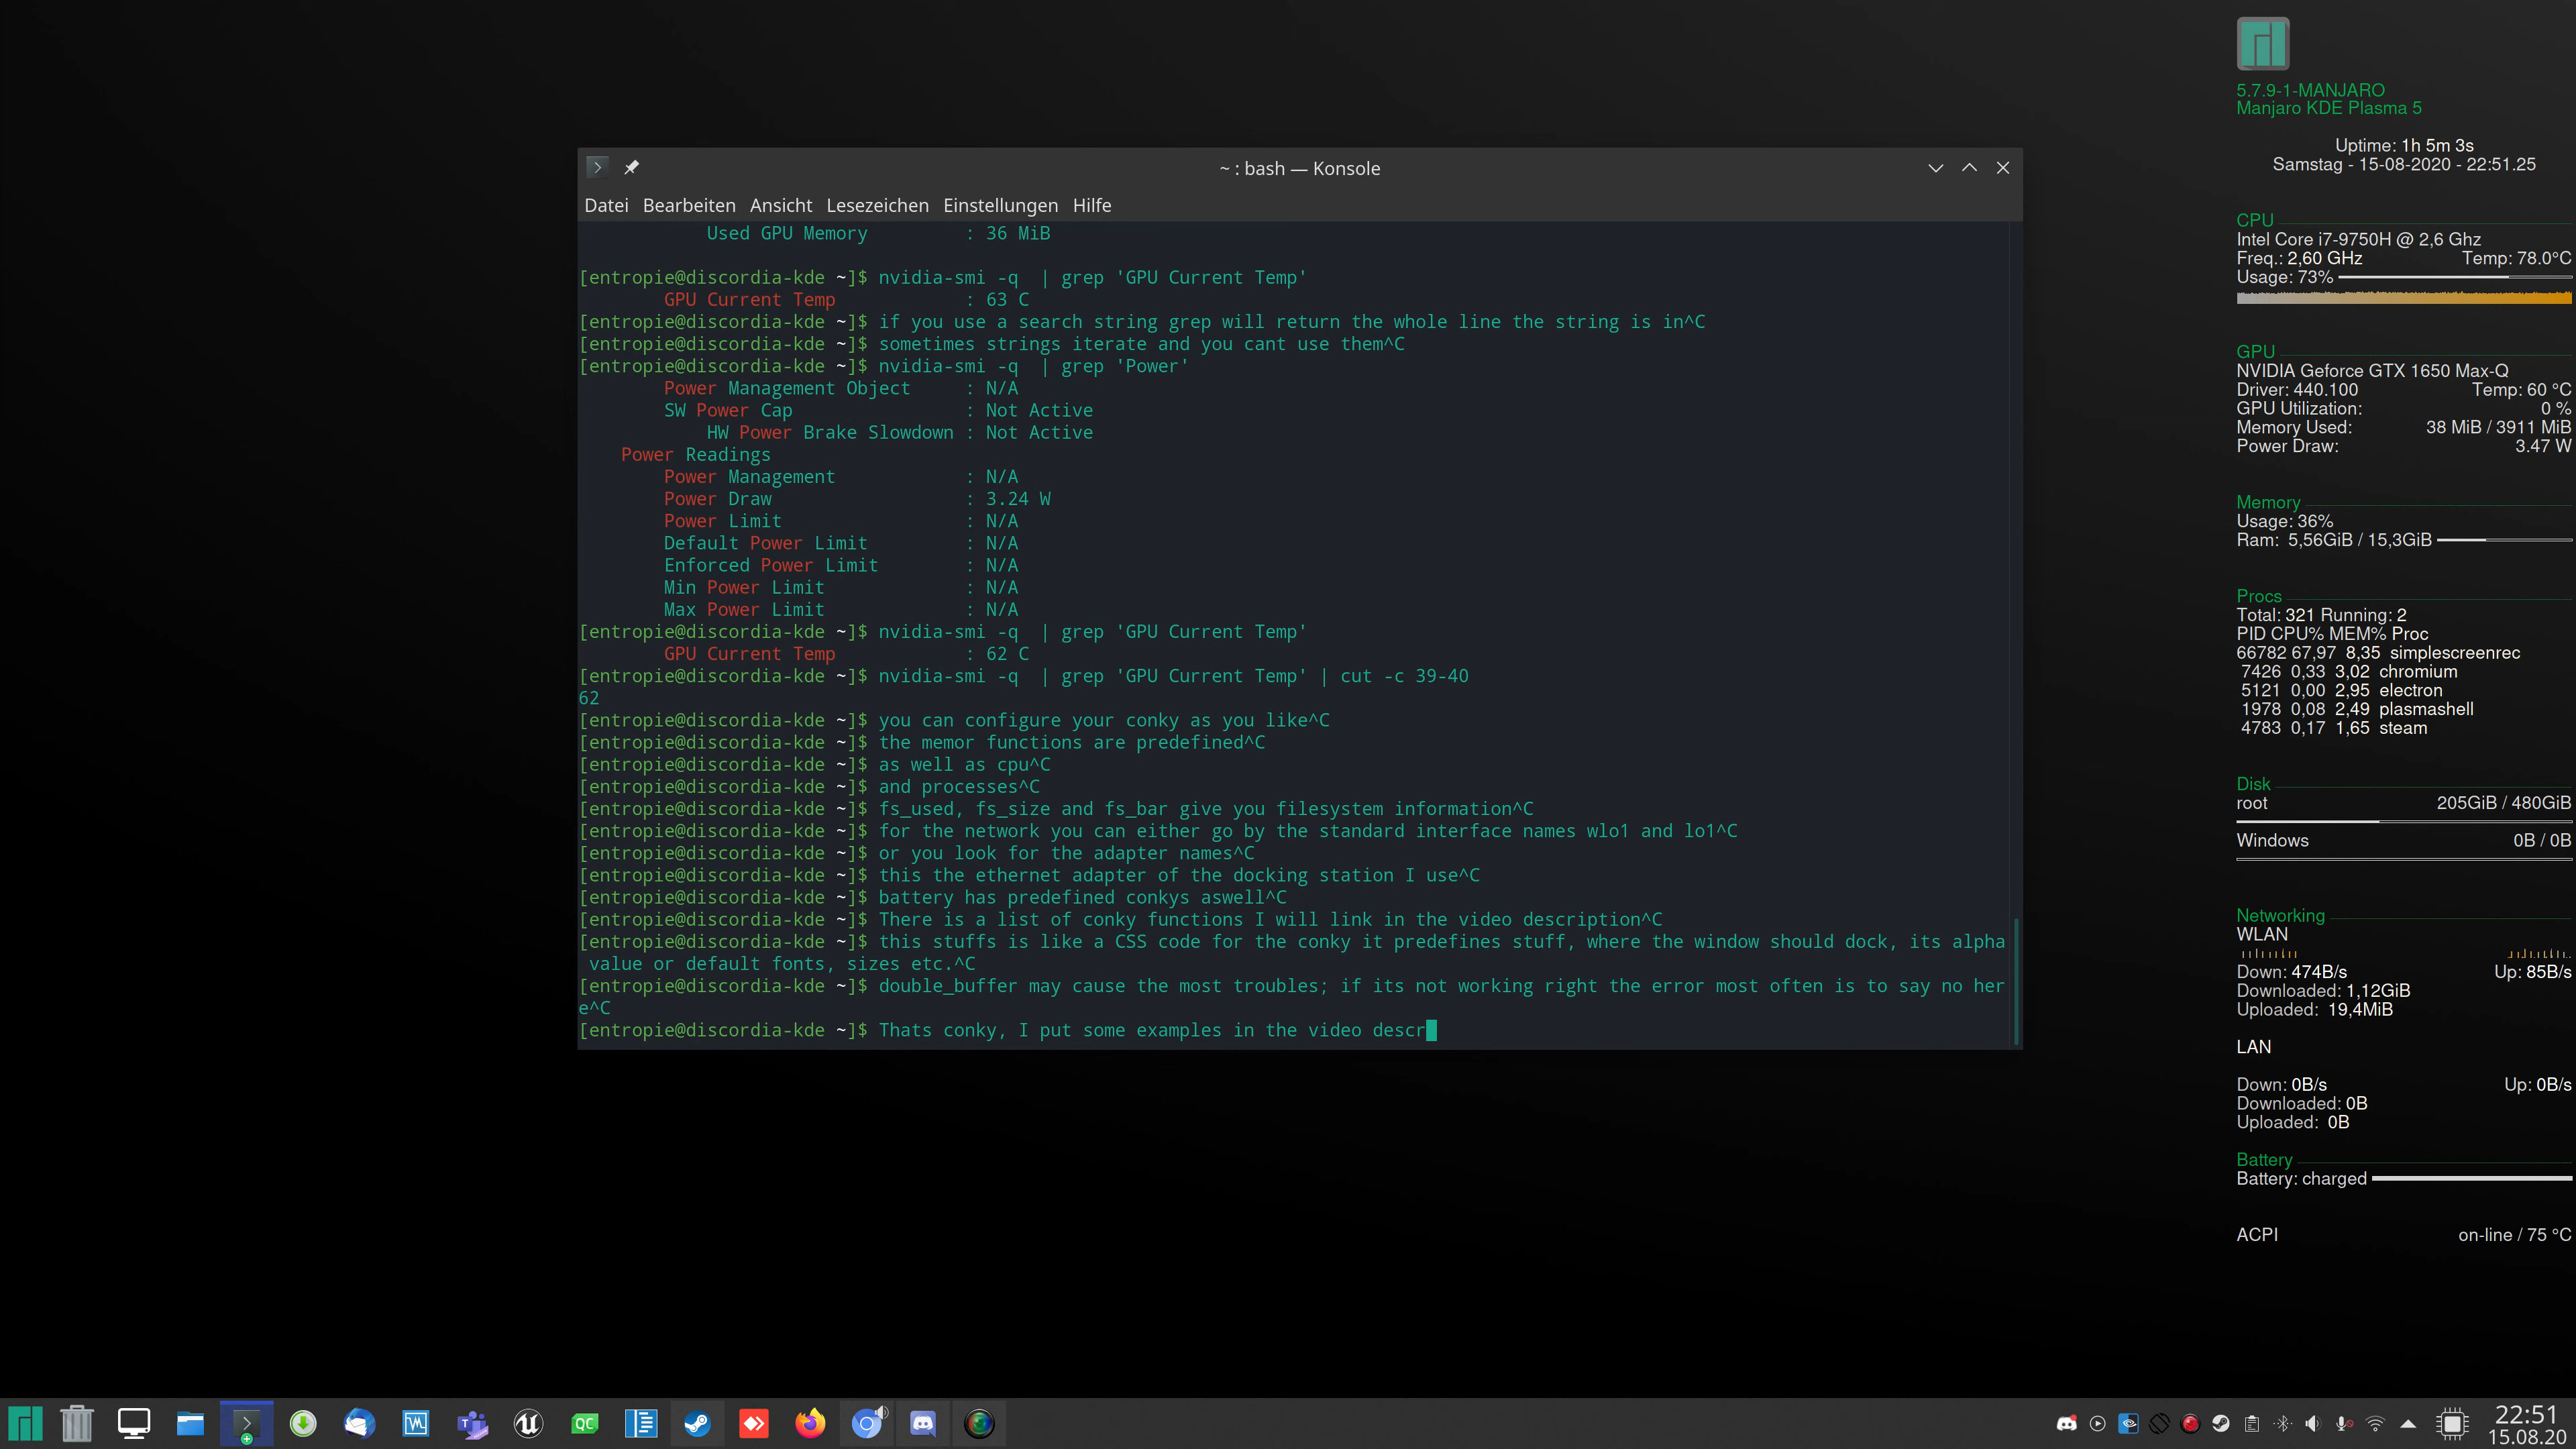 ~ : bash — Konsole
Datei Bearbeiten Ansicht Lesezeichen Einstellungen Hilfe
Used GPU Memory : 36 MiB
[entropie@discordia-kde ~]$ nvidia-smi -q | grep 'GPU Current Temp'
GPU Current Temp : 63 C
[entropie@discordia-kde ~]$ if you use a search string grep will return the whole line the string is in^C
[entropie@discordia-kde ~]$ sometimes strings iterate and you cant use them^C
[entropie@discordia-kde ~]$ nvidia-smi -q | grep 'Power'
Power Management Object : N/A
SW Power Cap : Not Active
HW Power Brake Slowdown : Not Active
Power Readings
Power Management : N/A
Power Draw : 3.24 W
Power Limit : N/A
Default Power Limit : N/A
Enforced Power Limit : N/A
Min Power Limit : N/A
Max Power Limit : N/A
[entropie@discordia-kde ~]$ nvidia-smi -q | grep 'GPU Current Temp'
GPU Current Temp : 62 C
[entropie@discordia-kde ~]$ nvidia-smi -q | grep 'GPU Current Temp' | cut -c 39-40
62
[entropie@discordia-kde ~]$ you can configure your conky as you like^C
[entropie@discordia-kde ~]$ the memor functions are predefined^C
[entropie@discordia-kde ~]$ as well as cpu^C
[entropie@discordia-kde ~]$ and processes^C
[entropie@discordia-kde ~]$ fs_used, fs_size and fs_bar give you filesystem information^C
[entropie@discordia-kde ~]$ for the network you can either go by the standard interface names wlo1 and lo1^C
[entropie@discordia-kde ~]$ or you look for the adapter names^C
[entropie@discordia-kde ~]$ this the ethernet adapter of the docking station I use^C
[entropie@discordia-kde ~]$ battery has predefined conkys aswell^C
[entropie@discordia-kde ~]$ There is a list of conky functions I will link in the video description^C
[entropie@discordia-kde ~]$ this stuffs is like a CSS code for the conky it predefines stuff, where the window should dock, its alpha
value or default fonts, sizes etc.^C
[entropie@discordia-kde ~]$ double_buffer may cause the most troubles; if its not working right the error most often is to say no her
e^C
[entropie@discordia-kde ~]$ Thats conky, I put some examples in the video descr
5.7.9-1-MANJARO
Manjaro KDE Plasma 5
Uptime: 1h 5m 3s
Samstag - 15-08-2020 - 22:51.25
CPU
Intel Core i7-9750H @ 2,6 Ghz
Freq.: 2,60 GHz Temp: 78.0°C
Usage: 73%
GPU
NVIDIA Geforce GTX 1650 Max-Q
Driver: 440.100 Temp: 60 °C
GPU Utilization: 0 %
Memory Used: 38 MiB / 3911 MiB
Power Draw: 3.47 W
Memory
Usage: 36%
Ram: 5,56GiB / 15,3GiB
Procs
Total: 321 Running: 2
PID CPU% MEM% Proc
66782 67,97 8,35 simplescreenrec
7426 0,33 3,02 chromium
5121 0,00 2,95 electron
1978 0,08 2,49 plasmashell
4783 0,17 1,65 steam
Disk
root 205GiB / 480GiB
Windows 0B / 0B
Networking
WLAN
Down: 474B/s Up: 85B/s
Downloaded: 1,12GiB
Uploaded: 19,4MiB
LAN
Down: 0B/s Up: 0B/s
Downloaded: 0B
Uploaded: 0B
Battery
Battery: charged
ACPI on-line / 75 °C
QC
22:51
15.08.20